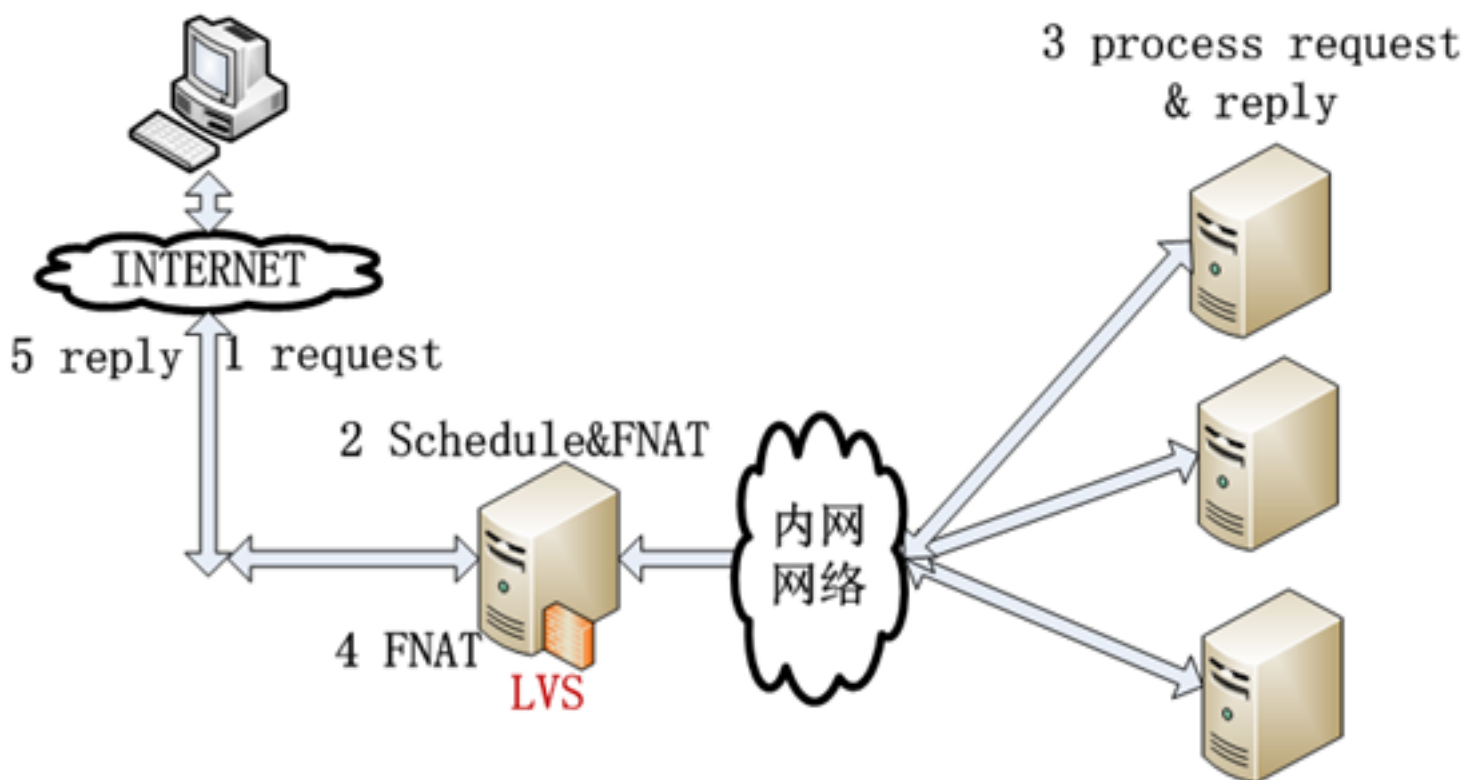 3 process request
& reply
INTERNET
5 reply
1 request
2 Schedule&FNAT
内网
网络
4 FNAT
LVS